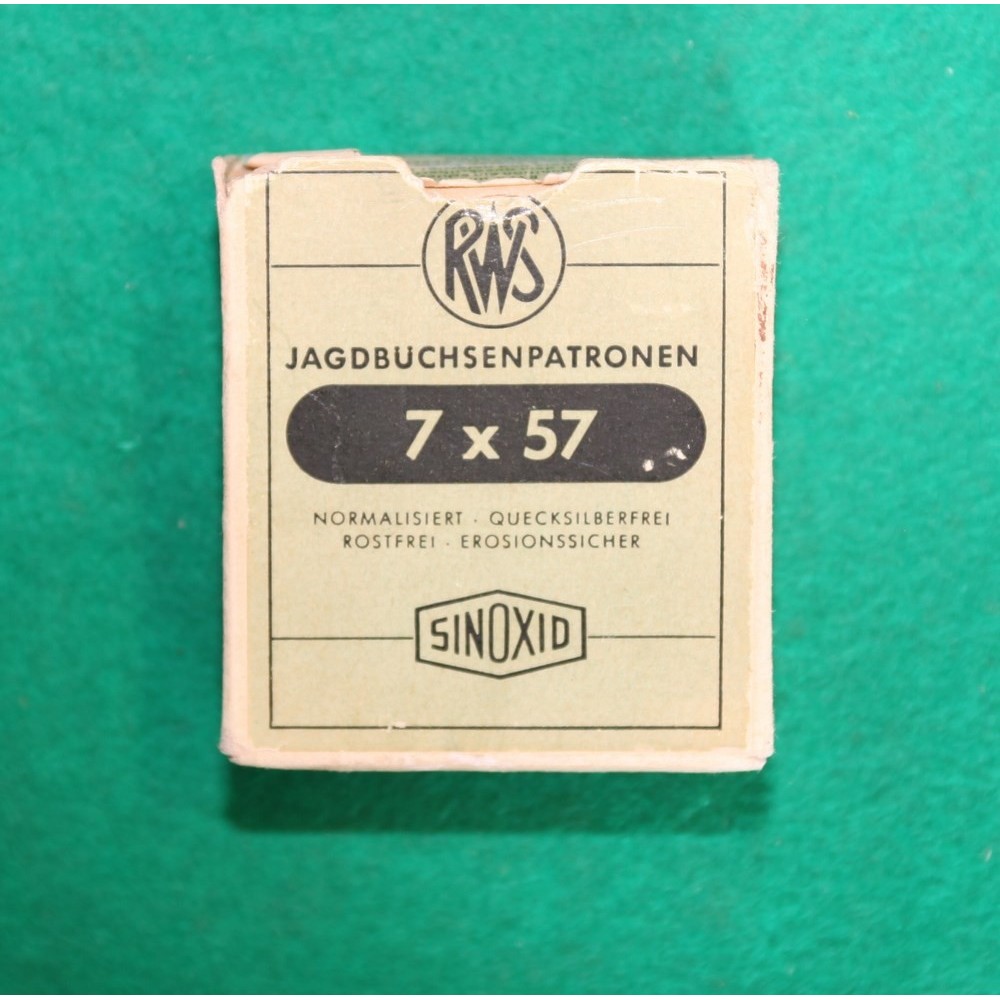 RWS
JAGDBÜCHSENPATRONEN
7 x 57
NORMALISIERT · QUECKSILBERFREI
ROSTFREI · EROSIONSSICHER
SINOXID